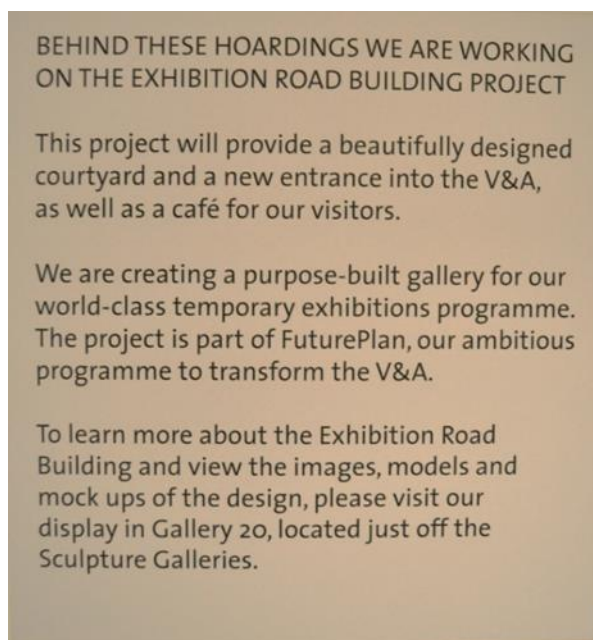 BEHIND THESE HOARDINGS WE ARE WORKING
ON THE EXHIBITION ROAD BUILDING PROJECT
This project will provide a beautifully designed
courtyard and a new entrance into the V&A,
as well as a café for our visitors.
We are creating a purpose-built gallery for our
world-class temporary exhibitions programme.
The project is part of FuturePlan, our ambitious
programme to transform the V&A.
To learn more about the Exhibition Road
Building and view the images, models and
mock ups of the design, please visit our
display in Gallery 20, located just off the
Sculpture Galleries.